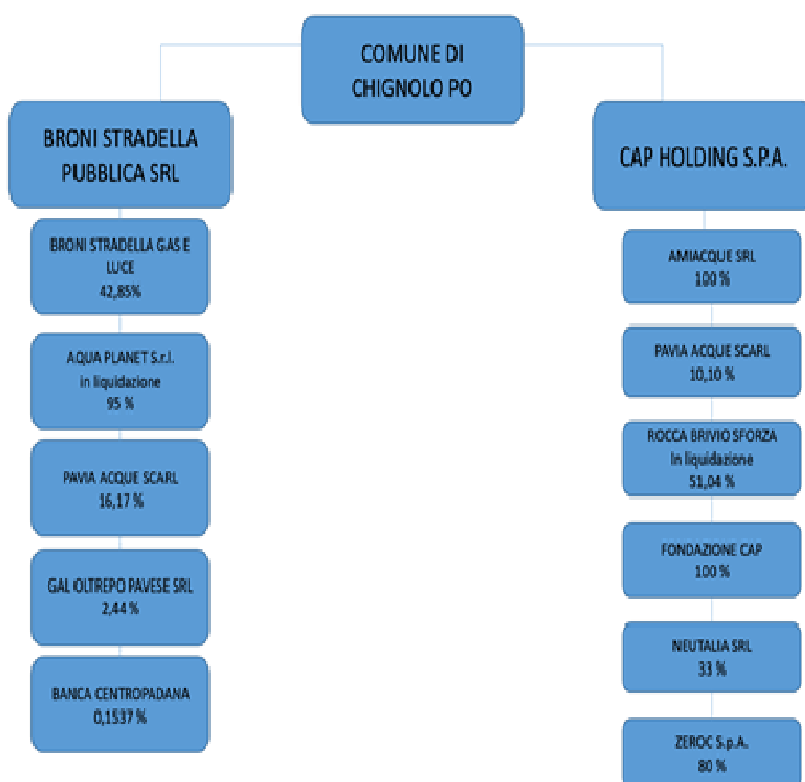 COMUNE DI
CHIGNOLO PO
BRONI STRADELLA
PUBBLICA SRL
BRONI STRADELLA GAS E
LUCE
42,85%
AQUA PLANET S.r.l.
in liquidazione
95 %
PAVIA ACQUE SCARL
16,17 %
GAL OLTREPO PAVESE SRL
2,44 %
BANCA CENTROPADANA
0,1537 %
CAP HOLDING S.P.A.
AMIACQUE SRL
100 %
PAVIA ACQUE SCARL
10,10 %
ROCCA BRIVIO SFORZA
In liquidazione
51,04 %
FONDAZIONE CAP
100 %
NEUTALIA SRL
33 %
ZEROC S.p.A.
80 %